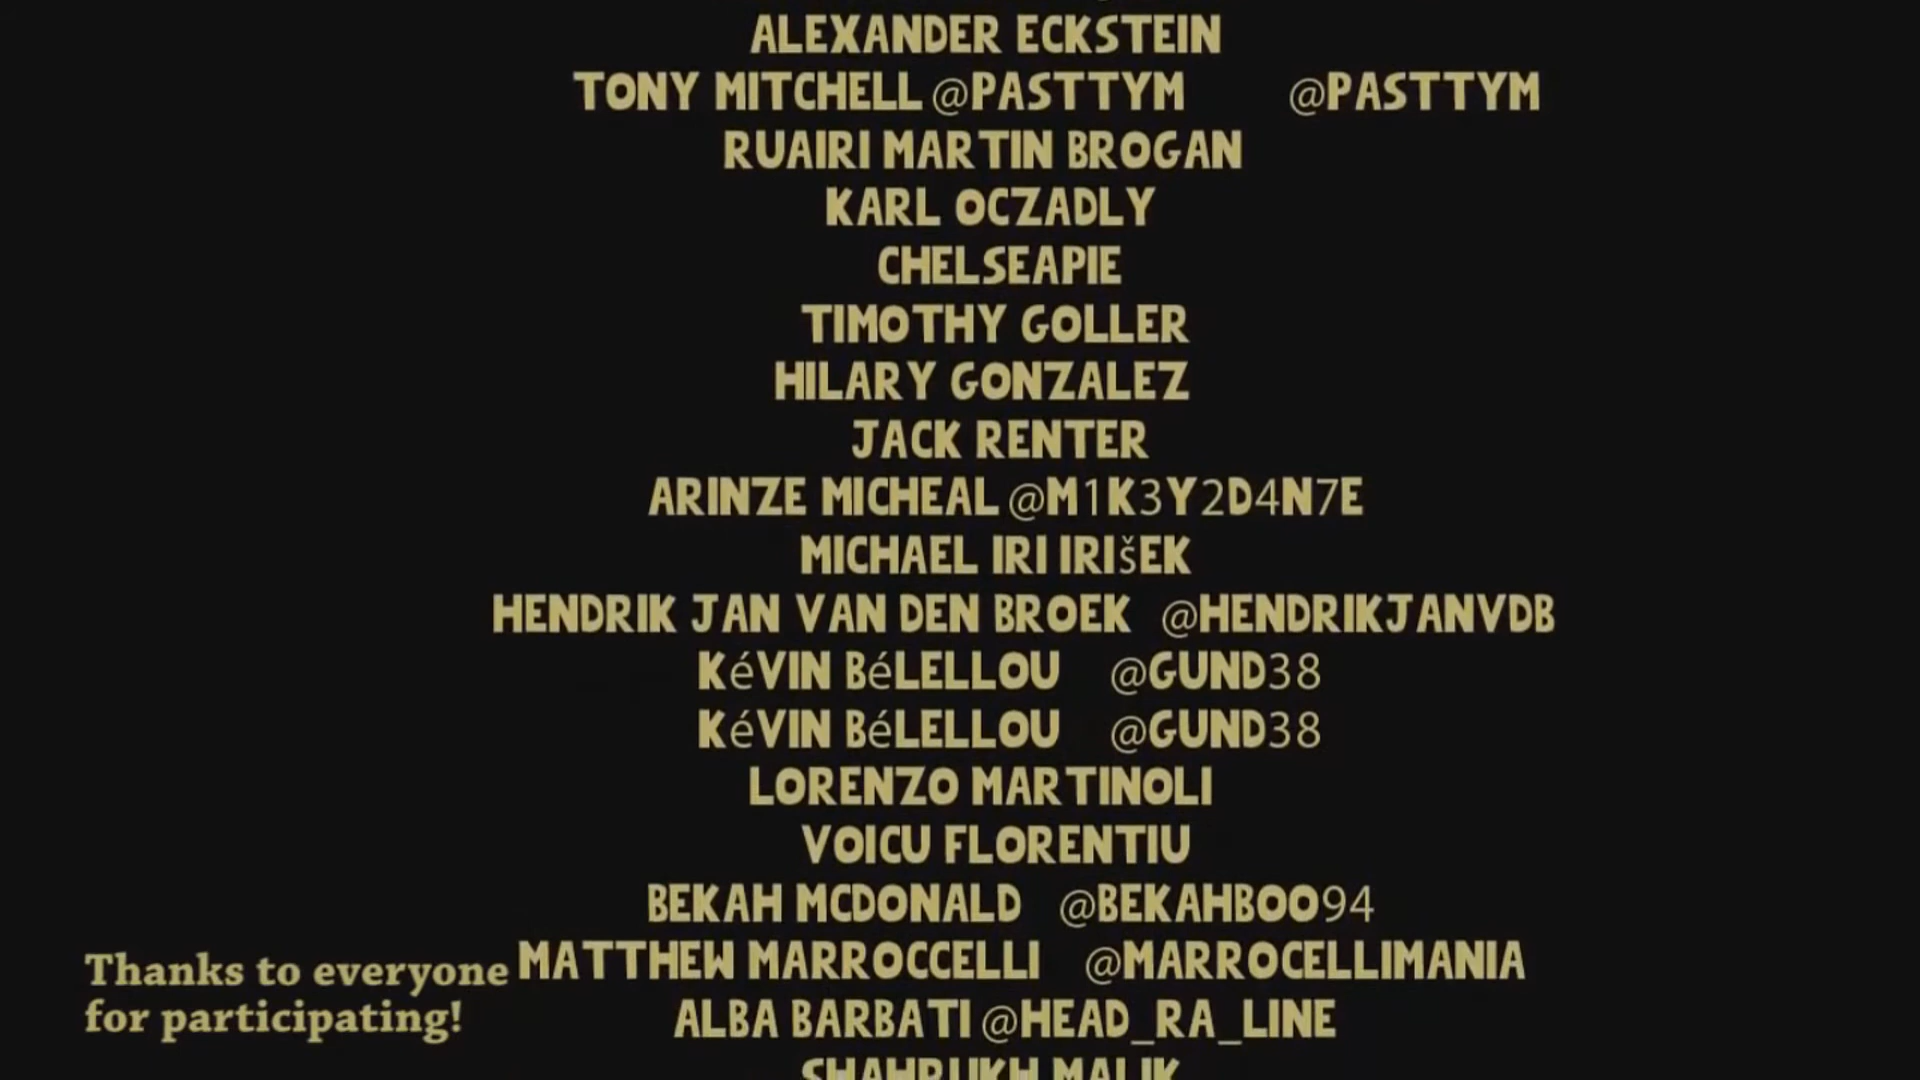 ALEXANDER ECKSTEIN
TONY MITCHELL @PASTTYM @PASTTYM
RUAIRI MARTIN BROGAN
KARL OCZADLY
CHELSEAPIE
TIMOTHY GOLLER
HILARY GONZALEZ
JACK RENTER
ARINZE MICHEAL @M1K3Y2D4N7E
MICHAEL IRI IRIšEK
HENDRIK JAN VAN DEN BROEK @HENDRIKJANVDB
KéVIN BéLELLOU @GUND38
KéVIN BéLELLOU @GUND38
LORENZO MARTINOLI
VOICU FLORENTIU
BEKAH MCDONALD @BEKAHBOO94
MATTHEW MARROCCELLI @MARROCELLIMANIA
ALBA BARBATI @HEAD_RA_LINE
SHAHRUKH MALIK
Thanks to everyone
for participating!